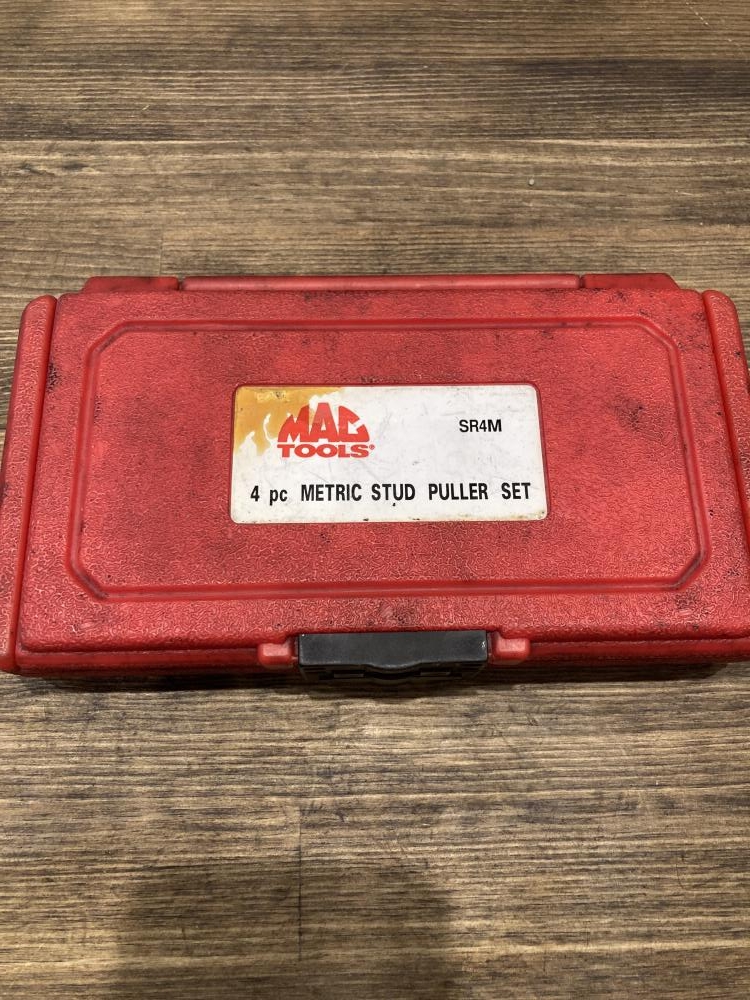 MAC
TOOLS®
SR4M
4 pc METRIC STUD PULLER SET